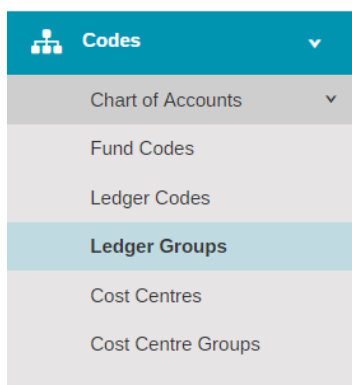 Codes
Chart of Accounts
Fund Codes
Ledger Codes
Ledger Groups
Cost Centres
Cost Centre Groups